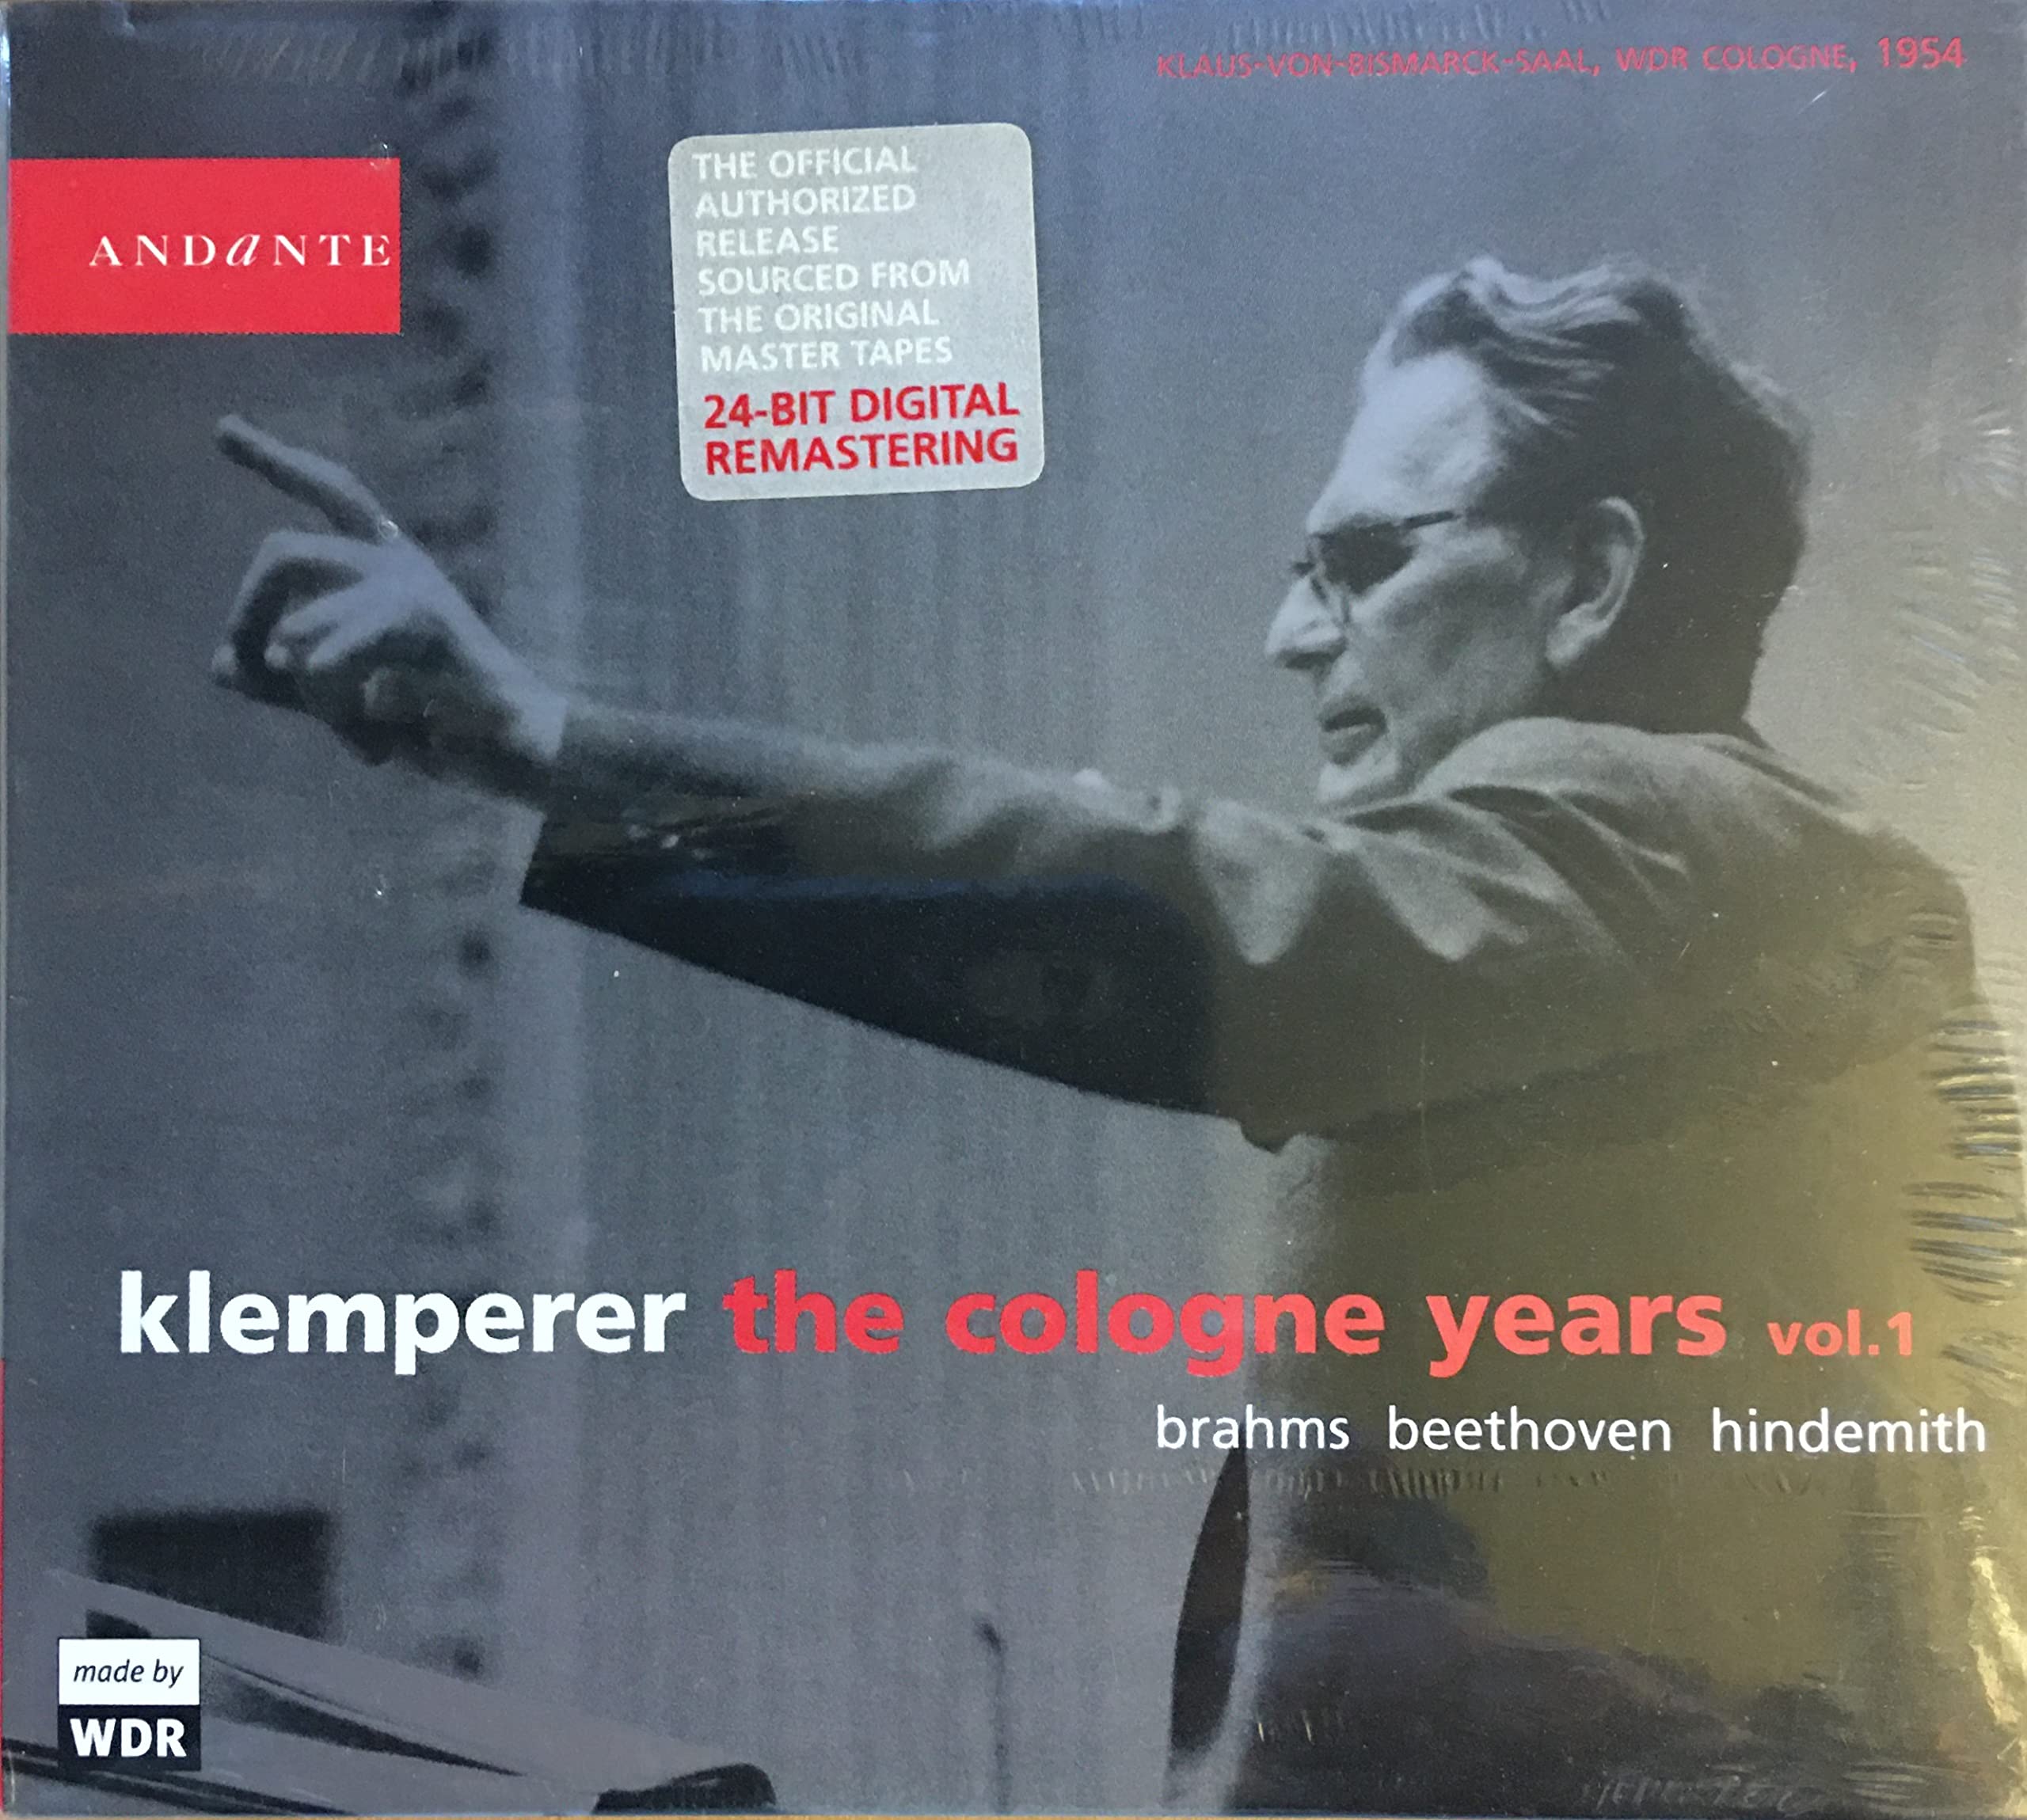 KLAUS-VON-BISMARCK-SAAL, WDR COLOGNE, 1954
ANDaNTE
THE OFFICIAL
AUTHORIZED
RELEASE
SOURCED FROM
THE ORIGINAL
MASTER TAPES
24-BIT DIGITAL
REMASTERING
klemperer the cologne years vol.1
brahms beethoven hindemith
made by
WDR